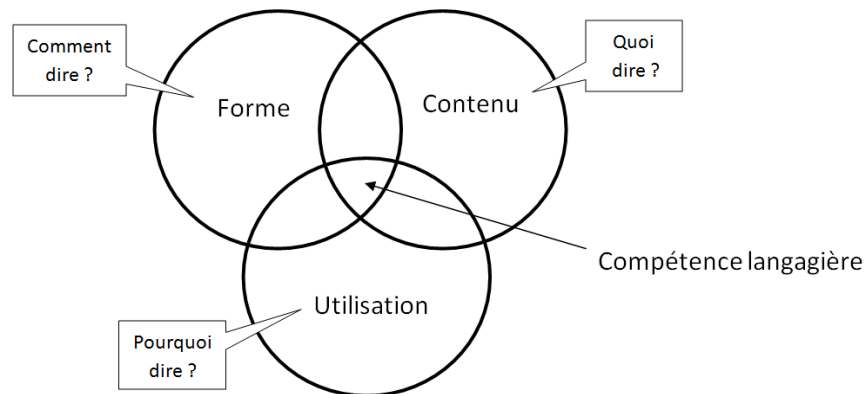 Comment
dire ?
Quoi
dire ?
Forme
Contenu
Compétence langagière
Utilisation
Pourquoi
dire ?